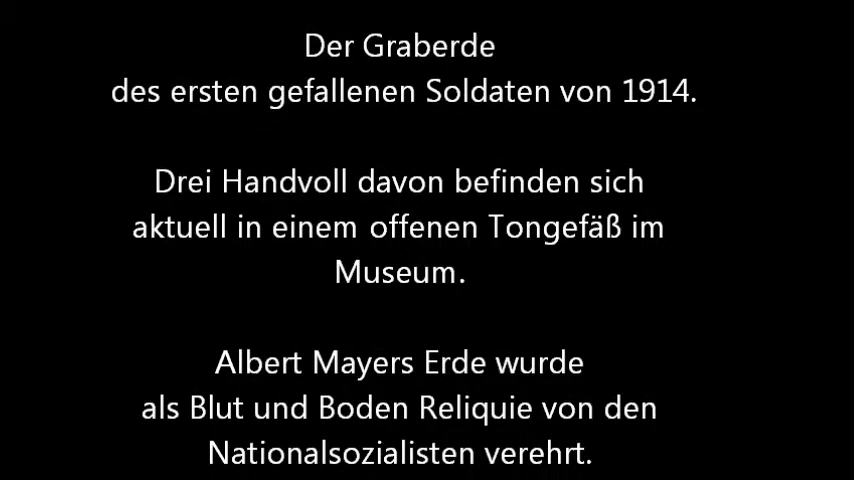 Der Graberde
des ersten gefallenen Soldaten von 1914.
Drei Handvoll davon befinden sich
aktuell in einem offenen Tongefäß im
Museum.
Albert Mayers Erde wurde
als Blut und Boden Reliquie von den
Nationalsozialisten verehrt.